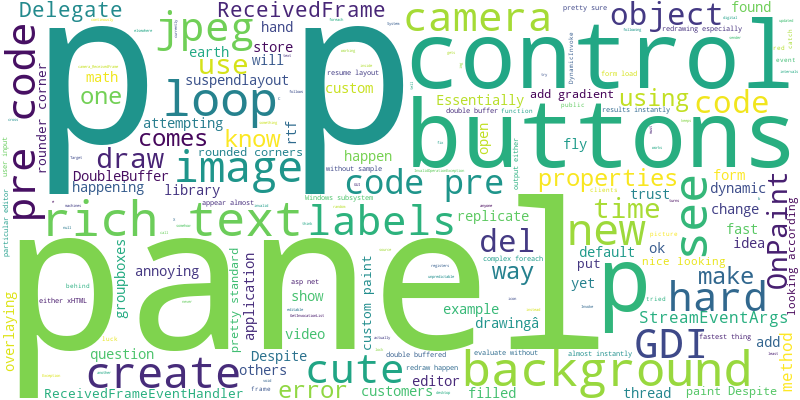 Delegate
jpeg
ReceivedFrame
camera
object
found
pretty sure
redraming especially
hand
store
earth
use
will
p p
control
pre code
rounder corner
math
one
suspendlayout
loop
resume layout
custom
Essentially
add gradient
using
code
double buffer
function
public
results instantly
form load
DynamicInvoke
event
red
catch
user input
attempting
comes
know
rtf
open
buttons
draw
rounded corners
happen
image
fly
DoubleBuffer
happening
library
without sample
code pre
properties
form
trust
dynamic
see
OnPaint
looking according
output either
particular editor
appear almost
Windows subsystem
rich text
labels
replicate
new
time
change
fast
idea
default
ok
put
nice looking
panel
del
way
complex foreach
yet
p
make
hard
groupboxes
annoying
behind
either xHTML
pretty standard
application
asp net
show
video
custom paint
example
drawingâ
StreamEventArgs
GDI
fastest thing
add
method
overlaying
question
Despite
others
create
cute
double buffered
redraw happen
evaluate without
almost instantly
background
error
customers
editor
filled
thread
paint Despite
ReceivedFrameEventHandler
frame